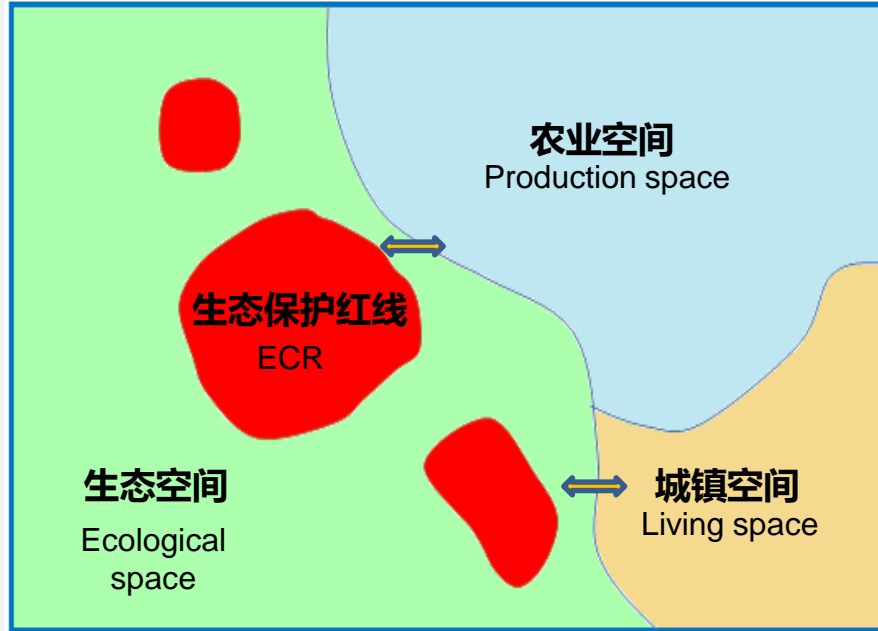 农业空间
Production space
生态保护红线
ECR
生态空间
Ecological
space
城镇空间
Living space